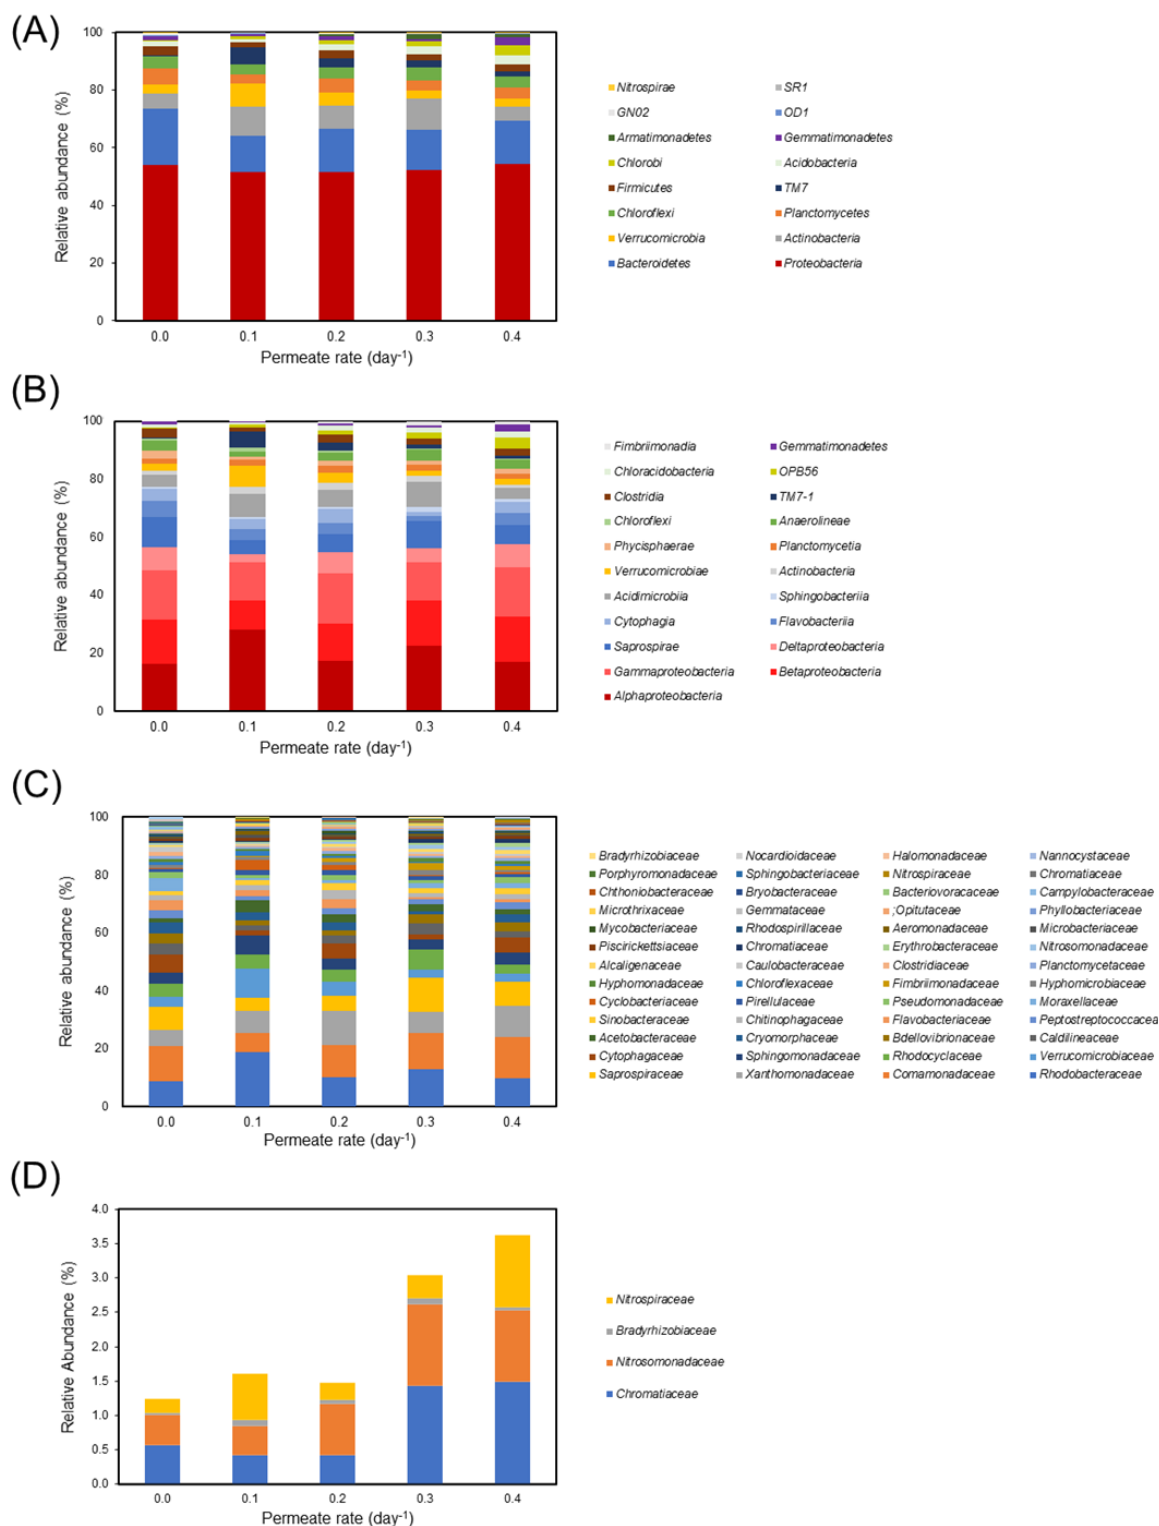 (A)
Relative abundance (%)
100
80
60
40
20
0
0.0 0.1 0.2 0.3 0.4
Permeate rate (day-1)
Nitrospirae SR1
GN02 OD1
Armatimonadetes Gemmatimonadetes
Chlorobi Acidobacteria
Firmicutes TM7
Chloroflexi Planctomycetes
Verrucomicrobia Actinobacteria
Bacteroidetes Proteobacteria
(B)
Relative abundance (%)
100
80
60
40
20
0
0.0 0.1 0.2 0.3 0.4
Permeate rate (day-1)
Fimbriimonadia Gemmatimonadetes
Chloracidobacteria OPB56
Clostridia TM7-1
Chloroflexi Anaerolineae
Phycisphaerae Planctomycetia
Verrucomicrobiae Actinobacteria
Acidimicrobiia Sphingobacteriia
Cytophagia Flavobacteriia
Saprospirae Deltaproteobacteria
Gammaproteobacteria Betaproteobacteria
Alphaproteobacteria
(C)
Relative abundance (%)
100
80
60
40
20
0
0.0 0.1 0.2 0.3 0.4
Permeate rate (day-1)
Bradyrhizobiaceae Nocardioidaceae Halomonadaceae Nannocystaceae
Porphyromonadaceae Sphingobacteriaceae Nitrospiraceae Chromatiaceae
Chthoniobacteraceae Bryobacteraceae Bacteriovoracaceae Campylobacteraceae
Microthrixaceae Gemmataceae ;Opitutaceae Phyllobacteriaceae
Mycobacteriaceae Rhodospirillaceae Aeromonadaceae Microbacteriaceae
Piscirickettsiaceae Chromatiaceae Erythrobacteraceae Nitrosomonadaceae
Alcaligenaceae Caulobacteraceae Clostridiaceae Planctomycetaceae
Hyphomonadaceae Chloroflexaceae Fimbriimonadaceae Hyphomicrobiaceae
Cyclobacteriaceae Pirellulaceae Pseudomonadaceae Moraxellaceae
Sinobacteraceae Chitinophagaceae Flavobacteriaceae Peptostreptococcacea
Acetobacteraceae Cryomorphaceae Bdellovibrionaceae Caldilineaceae
Cytophagaceae Sphingomonadaceae Rhodocyclaceae Verrucomicrobiaceae
Saprospiraceae Xanthomonadaceae Comamonadaceae Rhodobacteraceae
(D)
Relative Abundance (%)
4.0
3.5
3.0
2.5
2.0
1.5
1.0
0.5
0.0
0.0 0.1 0.2 0.3 0.4
Permeate rate (day-1)
Nitrospiraceae
Bradyrhizobiaceae
Nitrosomonadaceae
Chromatiaceae